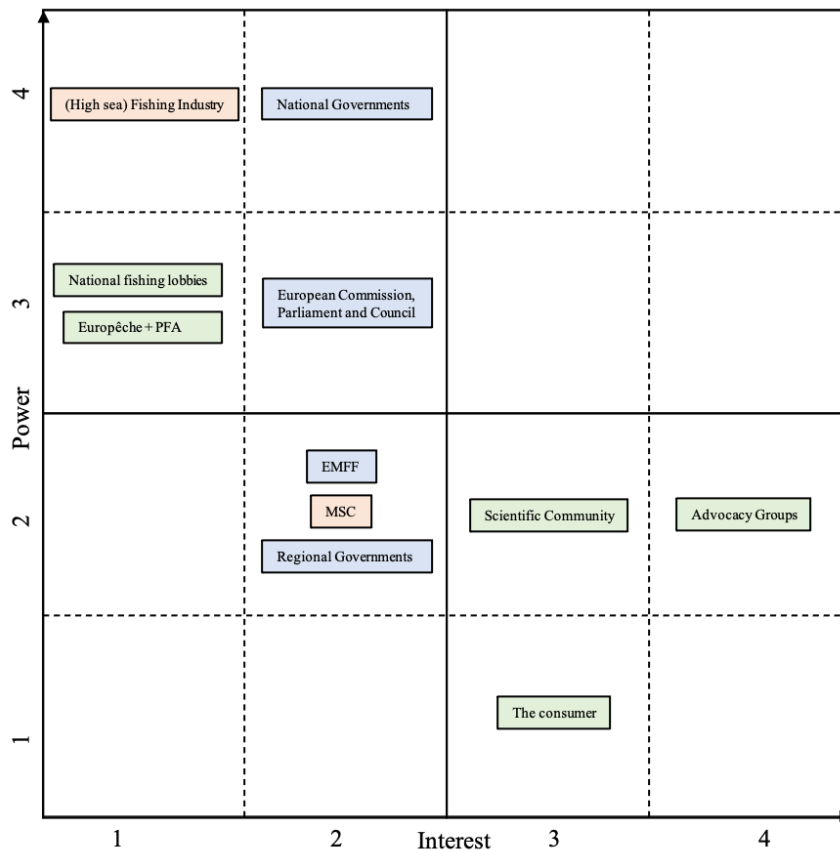 4
(High sea) Fishing Industry
National Governments
3
National fishing lobbies
Europêche + PFA
European Commission,
Parliament and Council
Power
2
EMFF
MSC
Regional Governments
Scientific Community
Advocacy Groups
1
The consumer
1
2
Interest
3
4